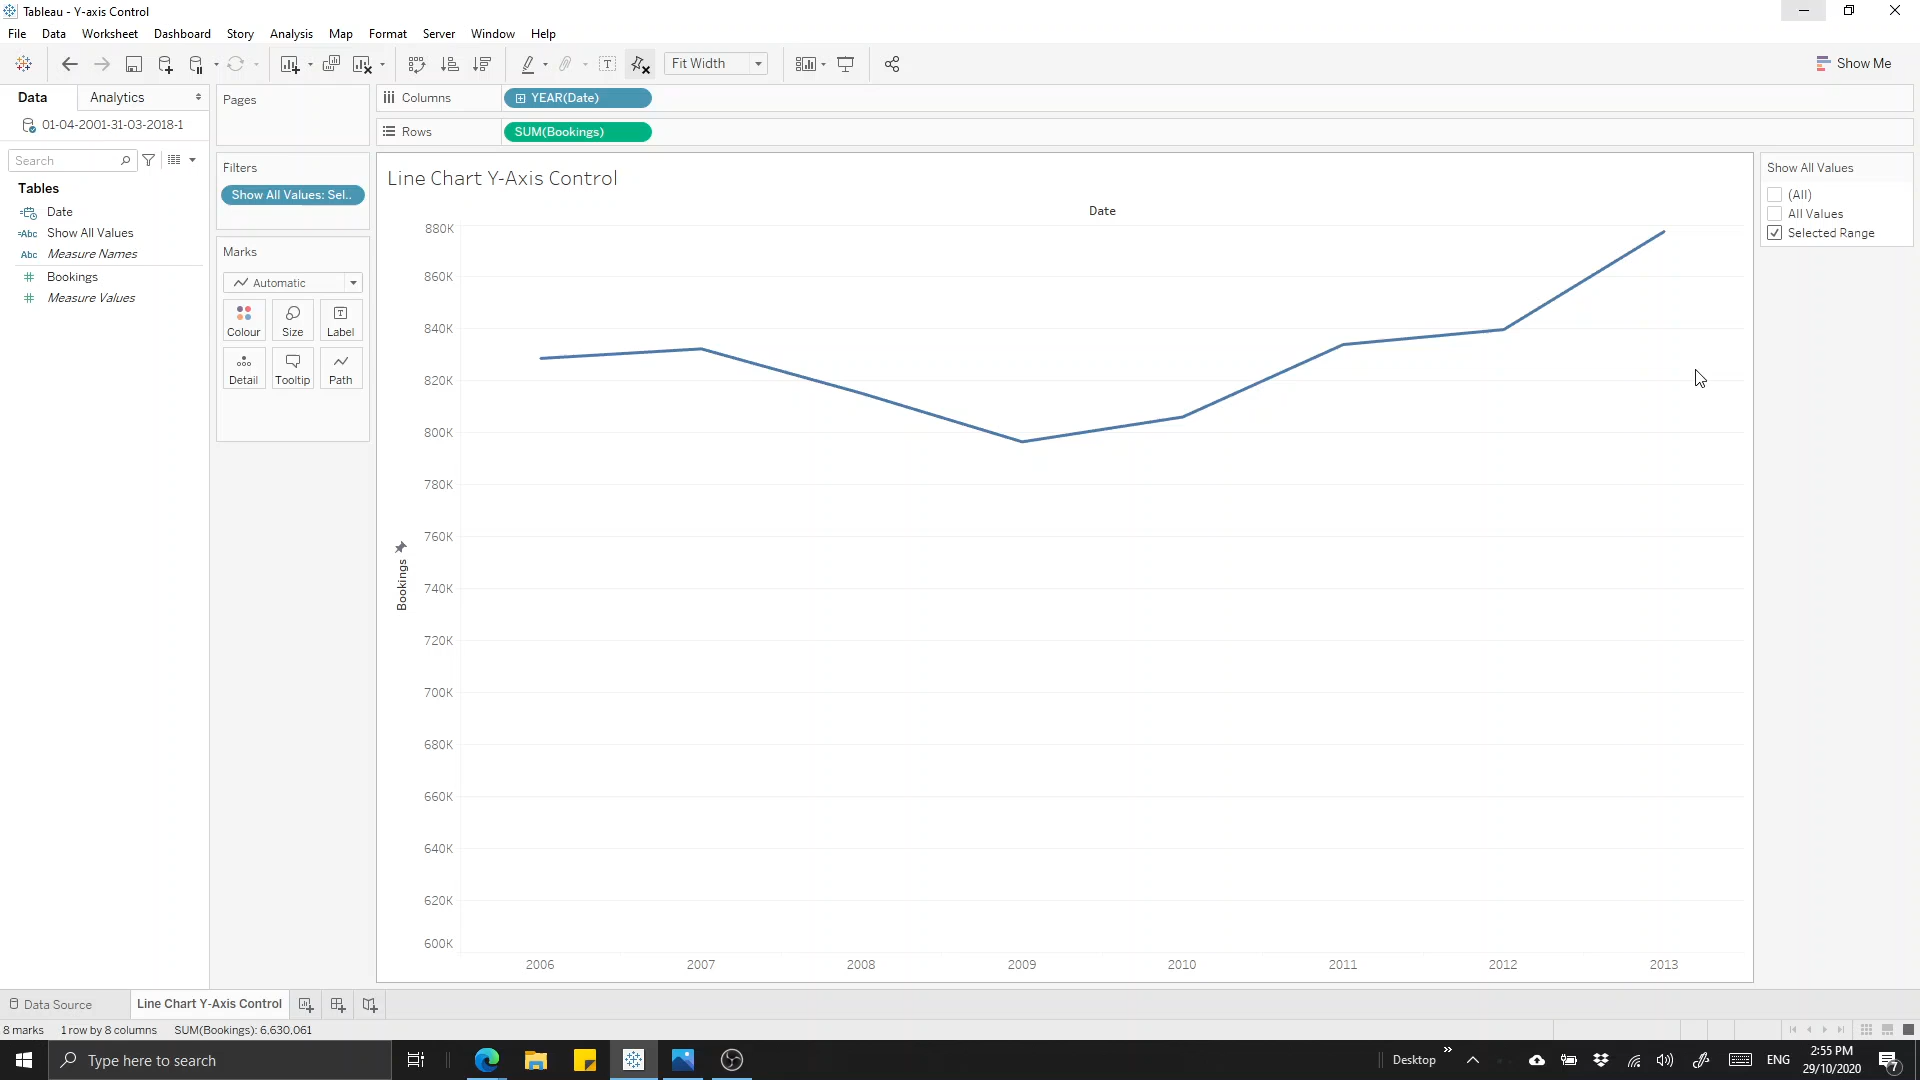 Tableau - Y-axis Control
File Data Worksheet Dashboard Story Analysis Map Format Server Window Help
Fit Width
Show Me
Data Analytics
01-04-2001-31-03-2018-1
Search
Tables
Date
Abc Show All Values
Abc Measure Names
Bookings
Measure Values
Pages
Filters
Show All Values: Sel..
Marks
Automatic
Colour Size Label
Detail Tooltip Path
Columns YEAR(Date)
Rows SUM(Bookings)
Line Chart Y-Axis Control
Date
880K
860K
840K
820K
800K
780K
760K
740K
720K
700K
680K
660K
640K
620K
600K
Bookings
2006 2007 2008 2009 2010 2011 2012 2013
Show All Values
(All)
All Values
Selected Range
Data Source Line Chart Y-Axis Control
8 marks 1 row by 8 columns SUM(Bookings): 6,630,061
Type here to search
Desktop
ENG
2:55 PM
29/10/2020
7